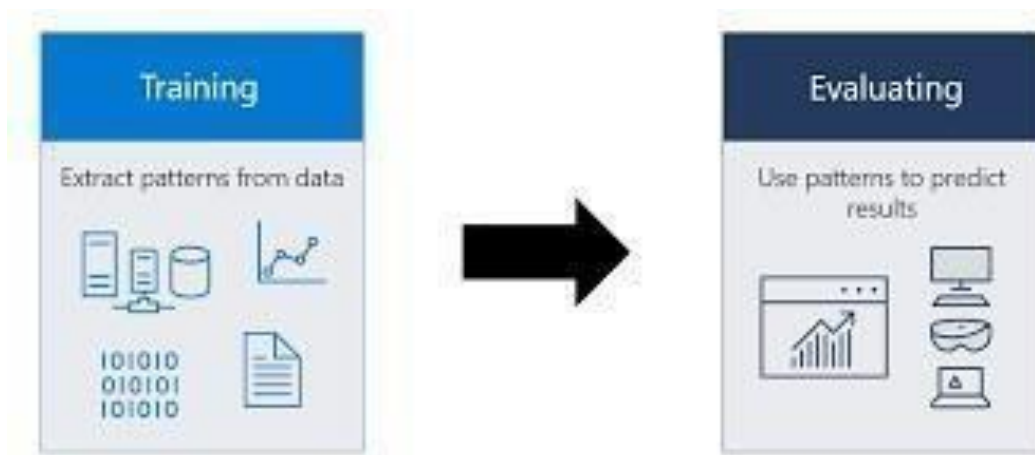 Training
Extract patterns from data
101010
010101
101010
Evaluating
Use patterns to predict
results